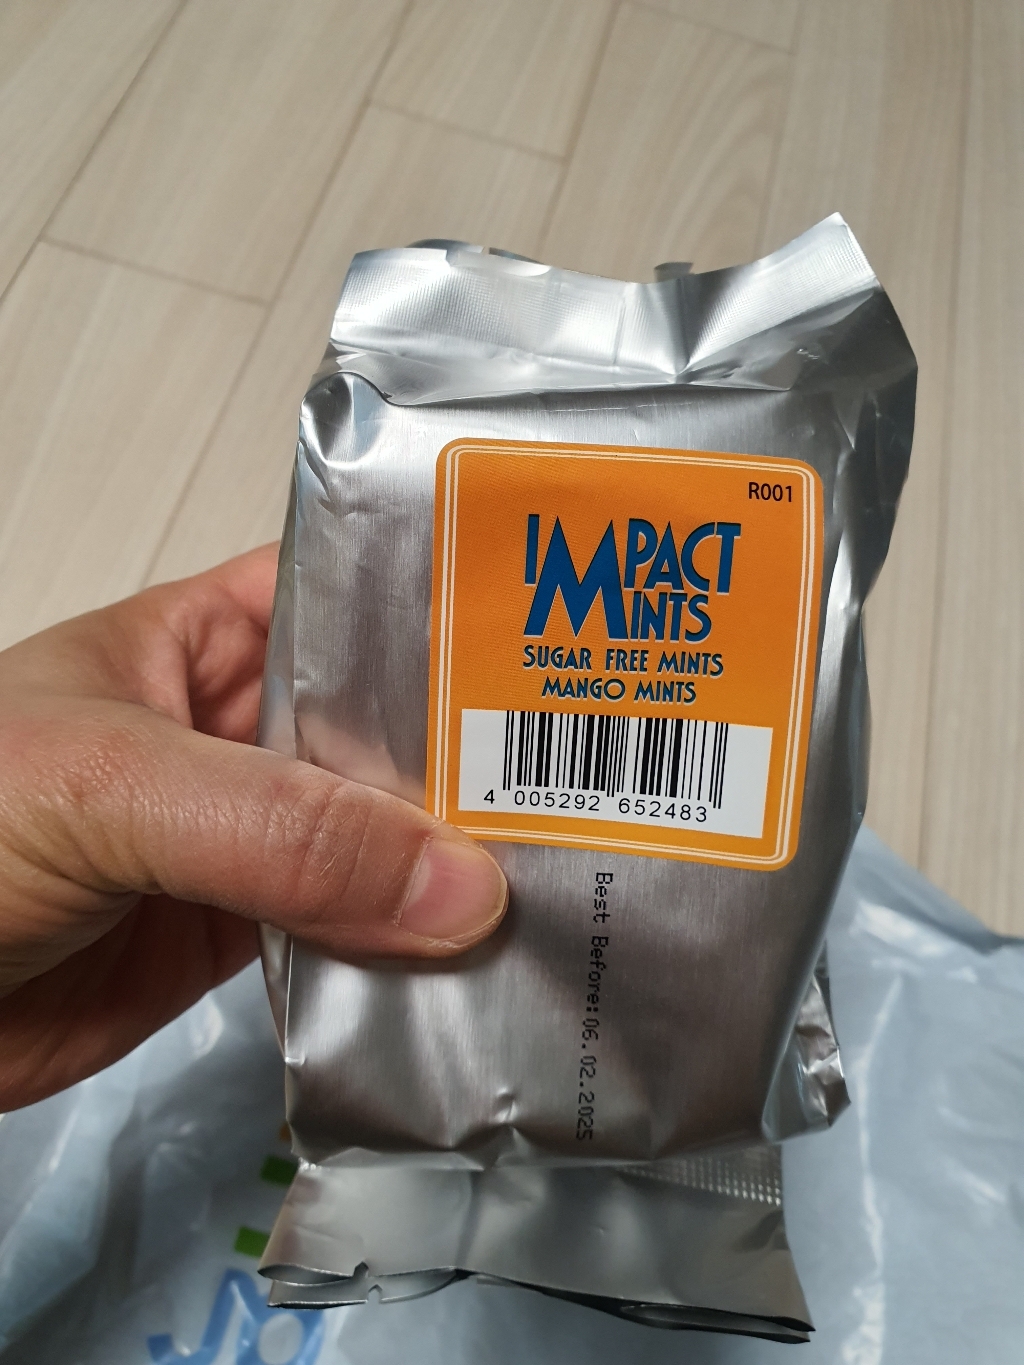 R001
IMPACT
MINTS
SUGAR FREE MINTS
MANGO MINTS
4 005292 652483
Best Before: 06.02.2025